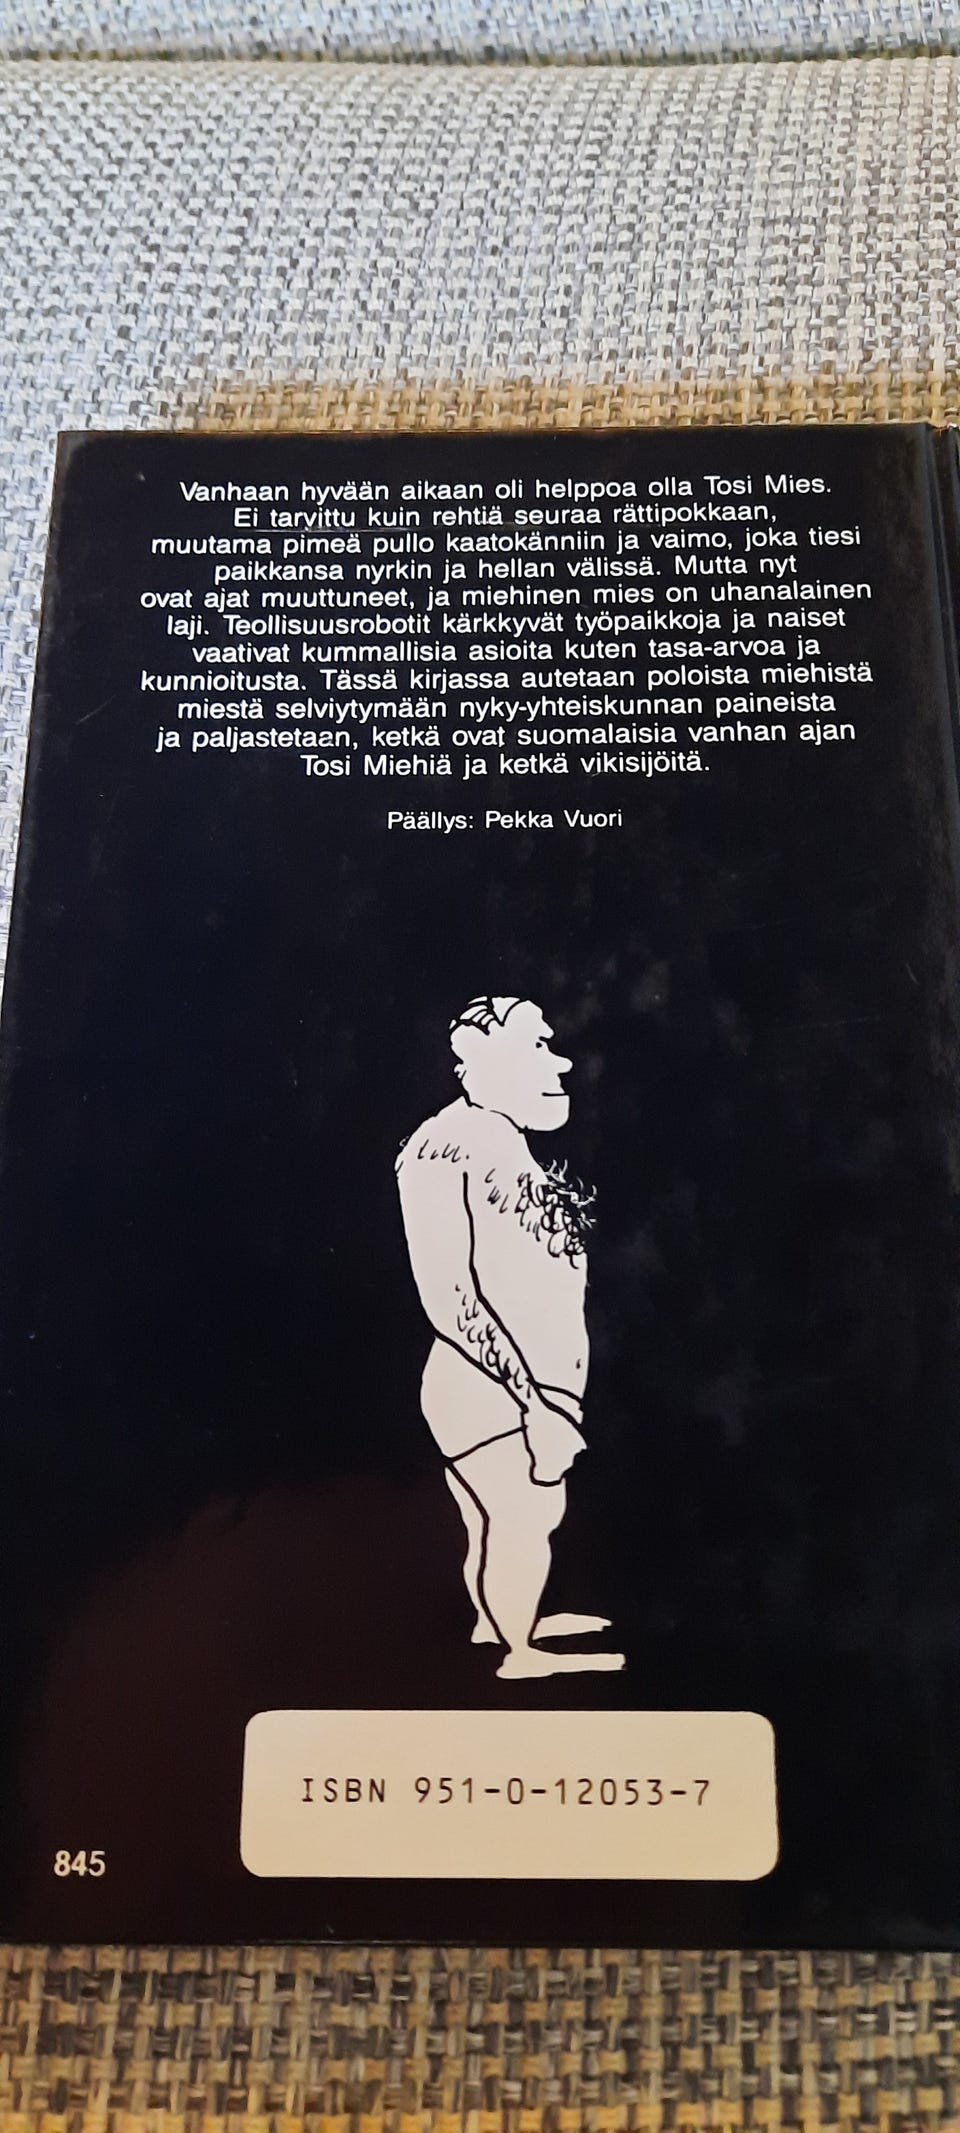 Vanhaan hyvään aikaan oli helppoa olla Tosi Mies.
Ei tarvittu kuin rehtiä seuraa rättipokkaan,
muutama pimeä pullo kaatokänniin ja vaimo, joka tiesi
paikkansa nyrkin ja hellan välissä. Mutta nyt
ovat ajat muuttuneet, ja miehinen mies on uhanalainen
laji. Teollisuusrobotit kärkkyvät työpaikkoja ja naiset
vaativat kummallisia asioita kuten tasa-arvoa ja
kunnioitusta. Tässä kirjassa autetaan poloista miehistä
miestä selviytymään nyky-yhteiskunnan paineista
ja paljastetaan, ketkä ovat suomalaisia vanhan ajan
Tosi Miehiä ja ketkä vikisijöitä.
Päällys: Pekka Vuori
ISBN 951-0-12053-7
845